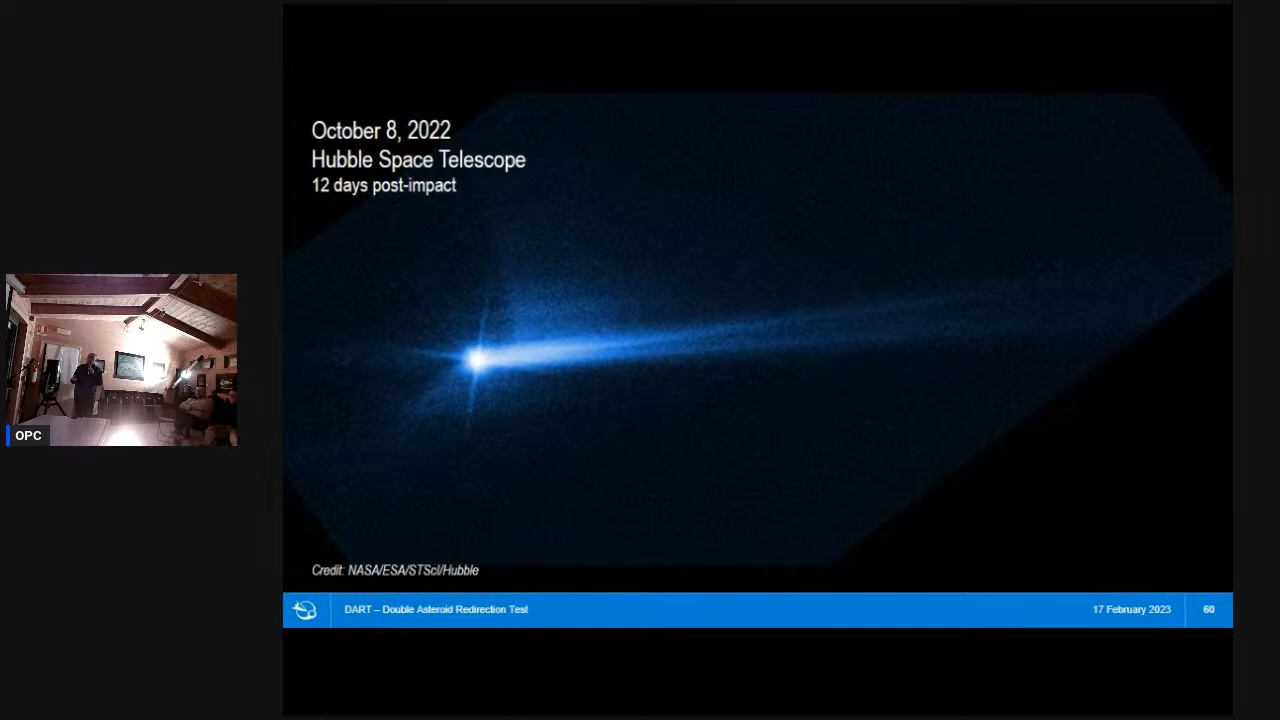 October 8, 2022
Hubble Space Telescope
12 days post-impact
OPC
Credit: NASA/ESA/STScI/Hubble
DART – Double Asteroid Redirection Test
17 February 2023
60